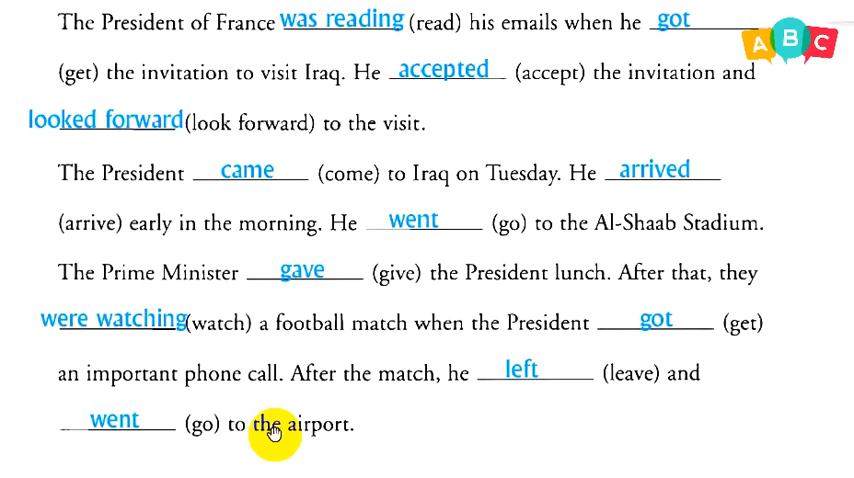 The President of France was reading (read) his emails when he got
(get) the invitation to visit Iraq. He accepted (accept) the invitation and
looked forward (look forward) to the visit.
The President came (come) to Iraq on Tuesday. He arrived
(arrive) early in the morning. He went (go) to the Al-Shaab Stadium.
The Prime Minister gave (give) the President lunch. After that, they
were watching (watch) a football match when the President got (get)
an important phone call. After the match, he left (leave) and
went (go) to the airport.
A B C